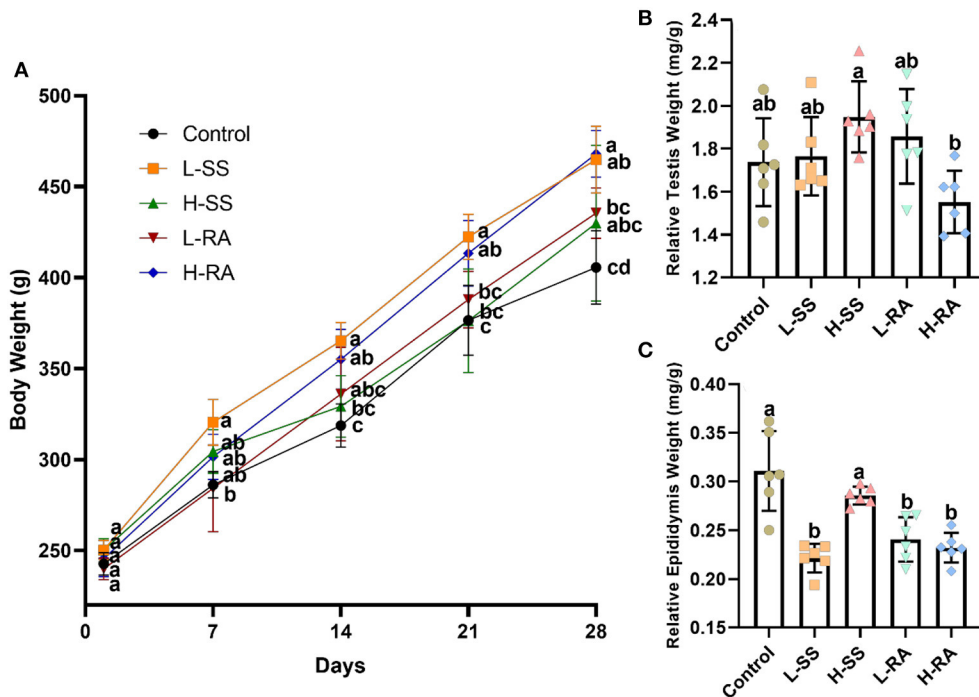 A
Body Weight (g)
500
450
400
350
300
250
Control
L-SS
H-SS
L-RA
H-RA
a
a
a
a
a
a
ab
ab
ab
b
a
ab
abc
bc
c
a
ab
bc
bc
c
a
ab
bc
abc
cd
0 7 14 21 28
Days
B
Relative Testis Weight (mg/g)
2.4
2.2
2.0
1.8
1.6
1.4
1.2
ab ab a ab b
Control L-SS H-SS L-RA H-RA
C
Relative Epididymis Weight (mg/g)
0.40
0.35
0.30
0.25
0.20
0.15
a b a b b
Control L-SS H-SS L-RA H-RA